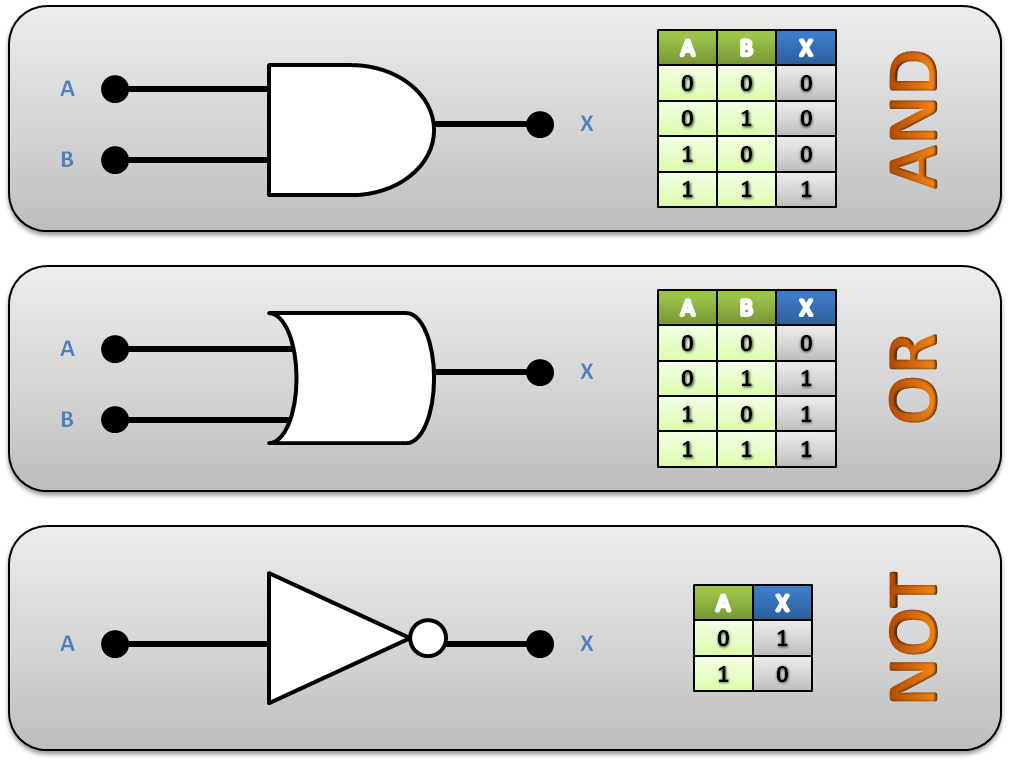 A B X
A B X
0 0 0
0 1 0
1 0 0
1 1 1
AND
A B X
A B X
0 0 0
0 1 1
1 0 1
1 1 1
OR
A X
A X
0 1
1 0
NOT